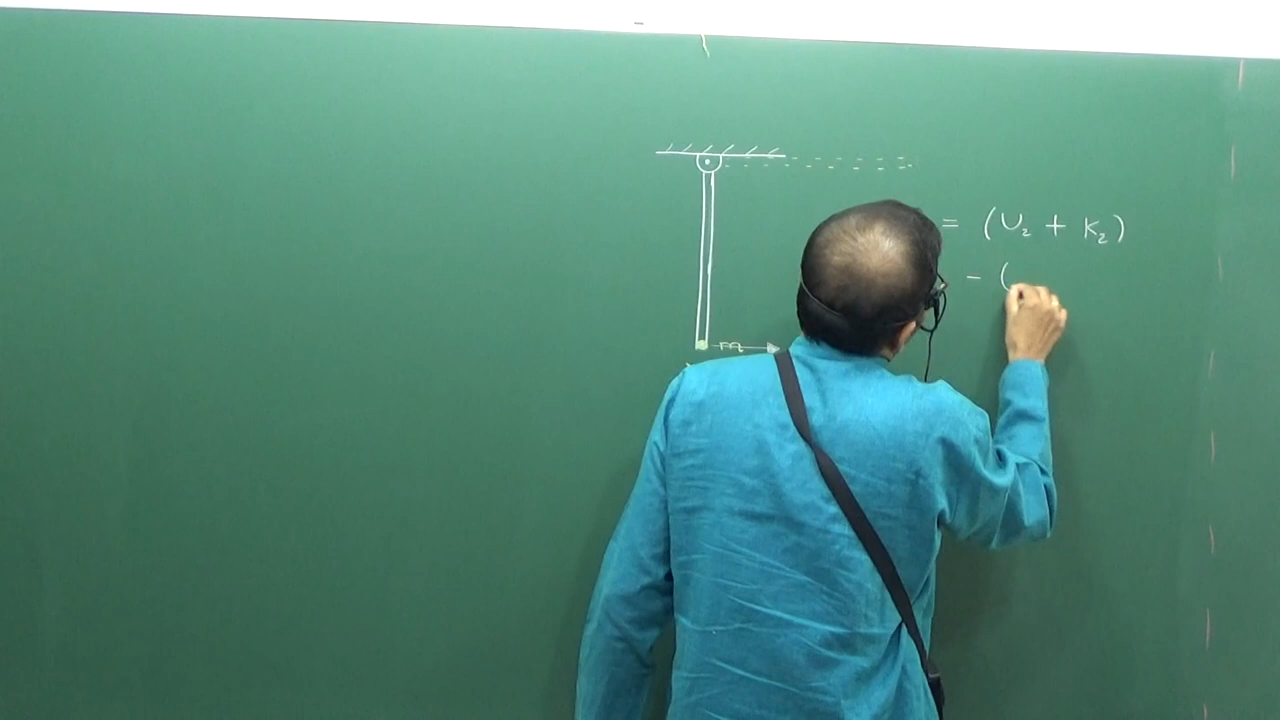 = (U₂ + K₂)
- (
m